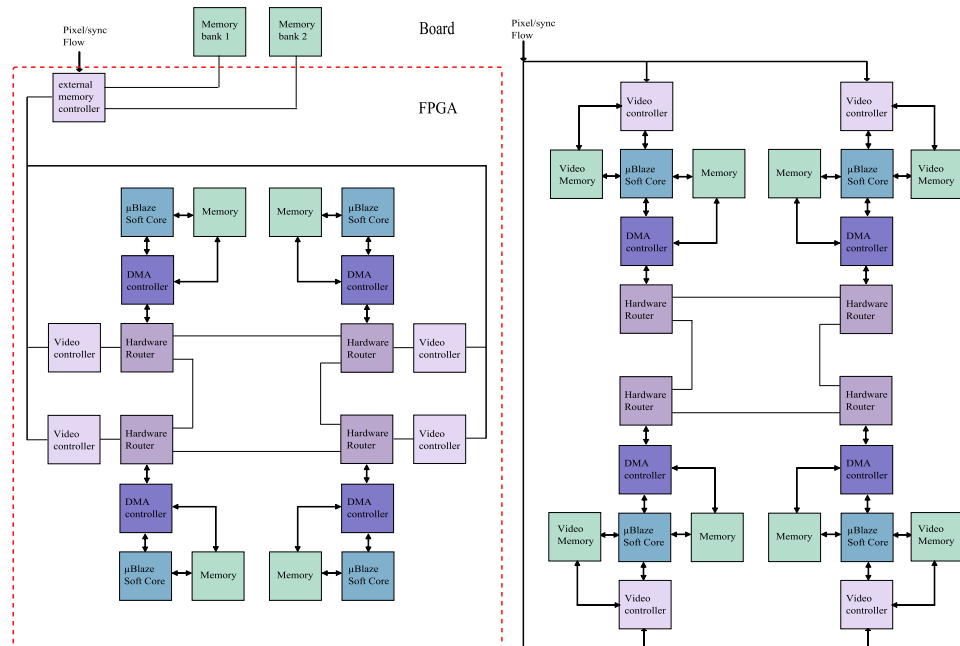 Pixel/sync
Flow
Memory
bank 1
Memory
bank 2
Board
external
memory
controller
FPGA
µBlaze
Soft Core
Memory
Memory
µBlaze
Soft Core
DMA
controller
DMA
controller
Video
controller
Hardware
Router
Hardware
Router
Video
controller
Video
controller
Hardware
Router
Hardware
Router
Video
controller
DMA
controller
DMA
controller
µBlaze
Soft Core
Memory
Memory
µBlaze
Soft Core
Pixel/sync
Flow
Video
controller
Video
controller
Video
Memory
µBlaze
Soft Core
Memory
Memory
µBlaze
Soft Core
Video
Memory
DMA
controller
DMA
controller
Hardware
Router
Hardware
Router
Hardware
Router
Hardware
Router
DMA
controller
DMA
controller
Video
Memory
µBlaze
Soft Core
Memory
Memory
µBlaze
Soft Core
Video
Memory
Video
controller
Video
controller